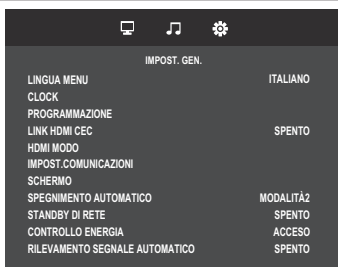 IMPOST. GEN.
LINGUA MENU ITALIANO
CLOCK
PROGRAMMAZIONE
LINK HDMI CEC SPENTO
HDMI MODO
IMPOST.COMUNICAZIONI
SCHERMO
SPEGNIMENTO AUTOMATICO MODALITÀ2
STANDBY DI RETE SPENTO
CONTROLLO ENERGIA ACCESO
RILEVAMENTO SEGNALE AUTOMATICO SPENTO